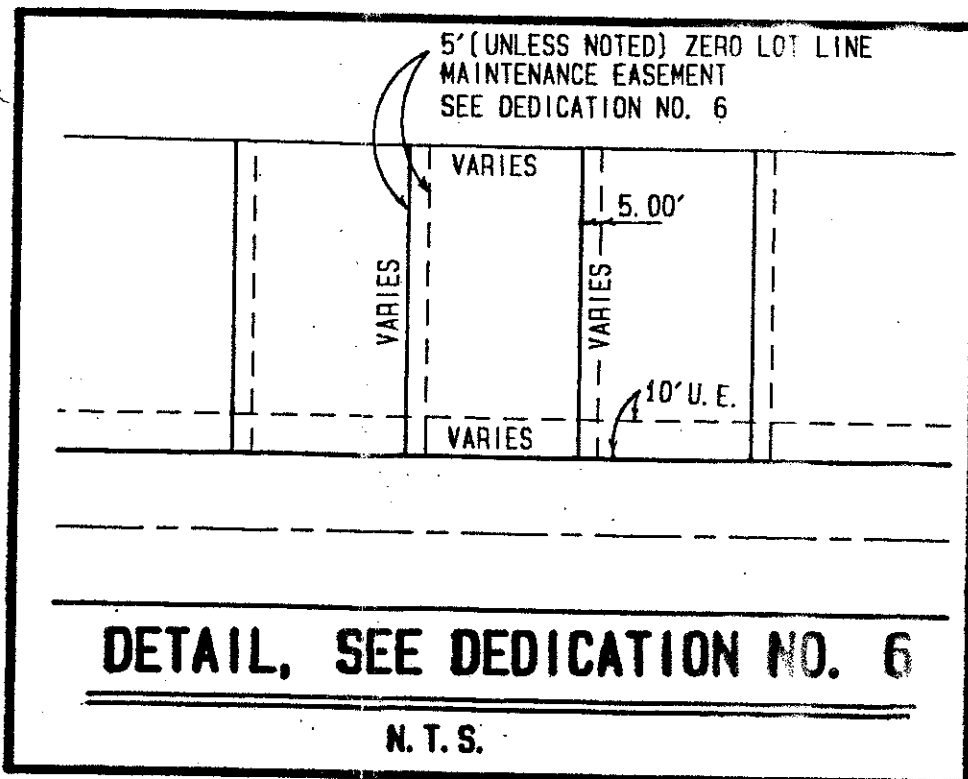 5'(UNLESS NOTED) ZERO LOT LINE
MAINTENANCE EASEMENT
SEE DEDICATION NO. 6
VARIES
5.00'
VARIES
VARIES
10' U.E.
VARIES
DETAIL, SEE DEDICATION NO. 6
N.T.S.